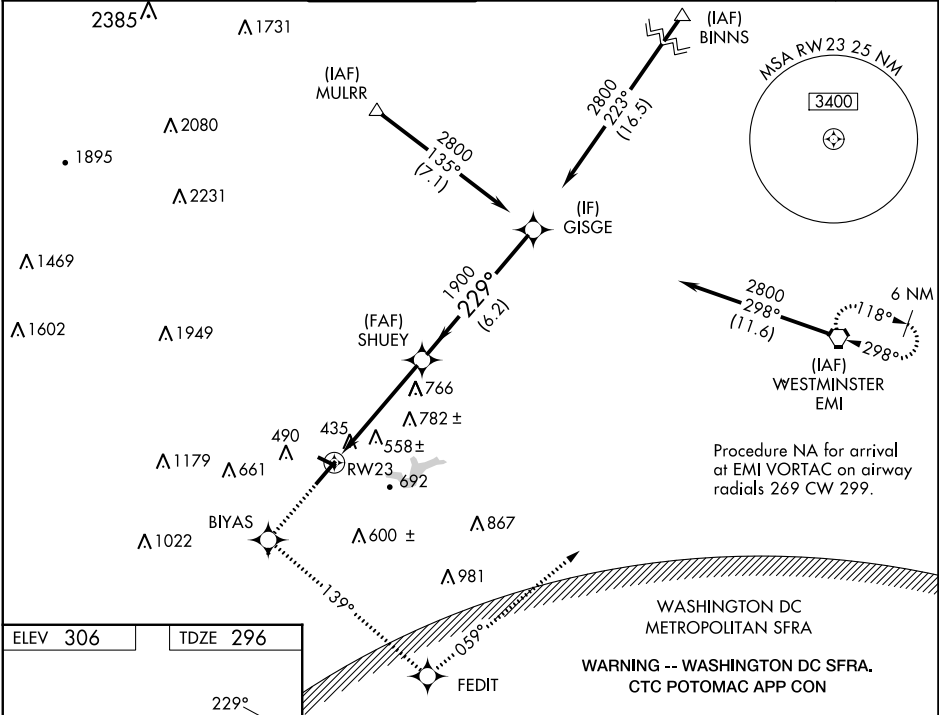 2385
1731
(IAF)
BINNS
MSA RW23 25 NM
3400
(IAF)
MULRR
2800
223°
(16.5)
2080
1895
2800
135°
(7.1)
2231
(IF)
GISGE
1469
1900
229°
(6.2)
2800
298°
(11.6)
6 NM
118°
298°
1602
1949
(FAF)
SHUEY
(IAF)
WESTMINSTER
EMI
766
782 ±
435
558 ±
490
1179
661
RW23
692
Procedure NA for arrival
at EMI VORTAC on airway
radials 269 CW 299.
BIYAS
1022
600 ±
867
981
139°
059°
WASHINGTON DC
METROPOLITAN SFRA
ELEV 306
TDZE 296
WARNING -- WASHINGTON DC SFRA.
CTC POTOMAC APP CON
FEDIT
229°